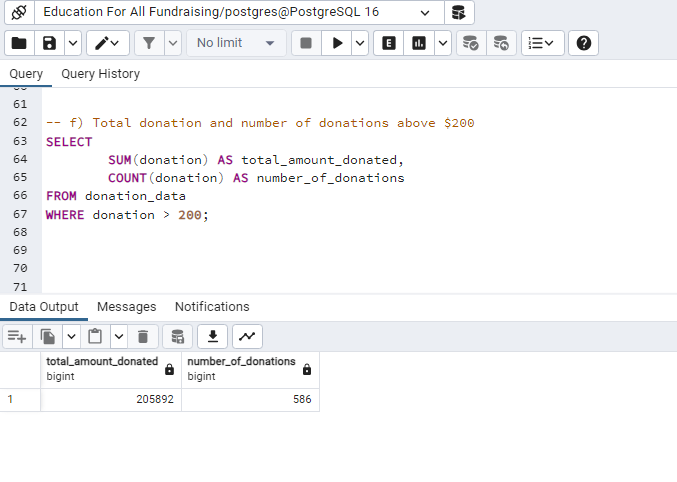 Education For All Fundraising/postgres@PostgreSQL 16
No limit
E
Query Query History
61
62 -- f) Total donation and number of donations above $200
63 SELECT
64 SUM(donation) AS total_amount_donated,
65 COUNT(donation) AS number_of_donations
66 FROM donation_data
67 WHERE donation > 200;
68
69
70
71
Data Output Messages Notifications
total_amount_donated number_of_donations
bigint bigint
1 205892 586